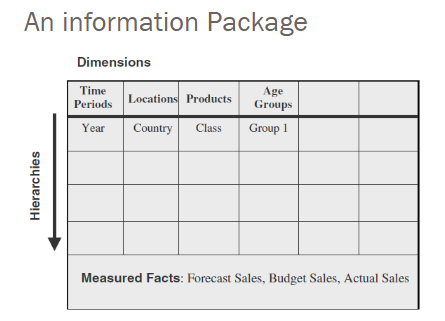 An information Package
Dimensions
Time Periods Locations Products Age Groups
Year Country Class Group 1
Hierarchies
Measured Facts: Forecast Sales, Budget Sales, Actual Sales